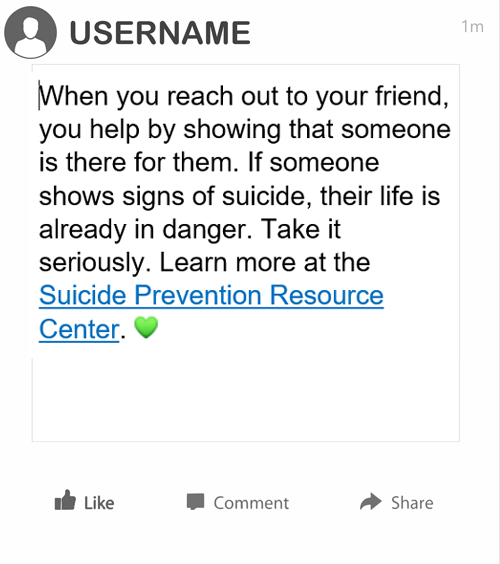 USERNAME
1m
When you reach out to your friend,
you help by showing that someone
is there for them. If someone
shows signs of suicide, their life is
already in danger. Take it
seriously. Learn more at the
Suicide Prevention Resource
Center. 💚
Like
Comment
Share